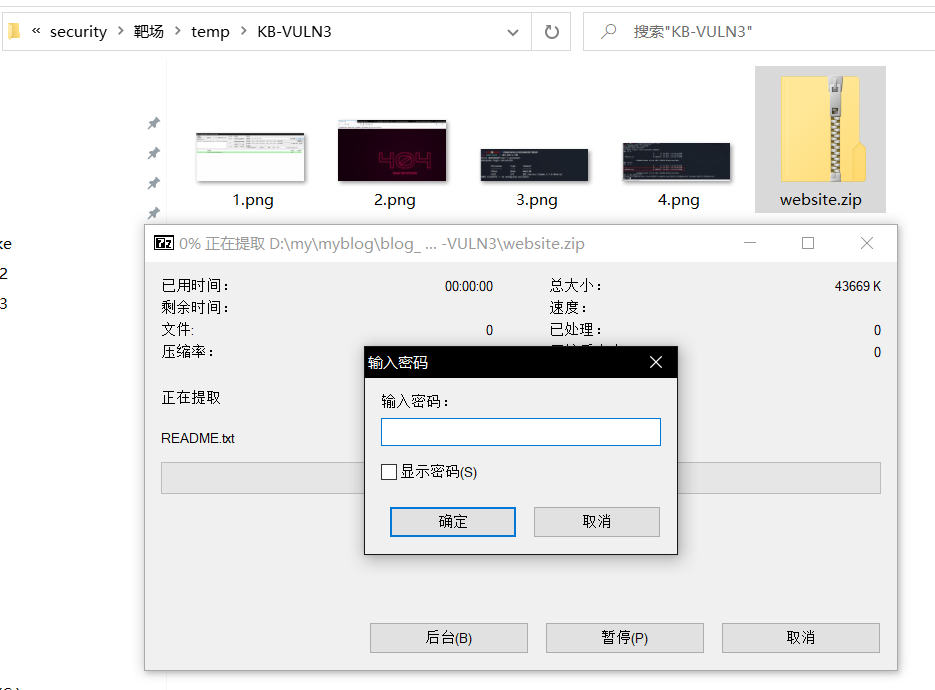 « security > 靶场 > temp > KB-VULN3
搜索"KB-VULN3"
1.png
2.png
3.png
4.png
website.zip
ke
2
3
7z 0% 正在提取 D:\my\myblog\blog_ ... -VULN3\website.zip
已用时间： 00:00:00 总大小： 43669 K
剩余时间： 速度：
文件: 0 已处理： 0
压缩率： 0
正在提取
README.txt
输入密码
输入密码：
显示密码(S)
确定 取消
后台(B) 暂停(P) 取消